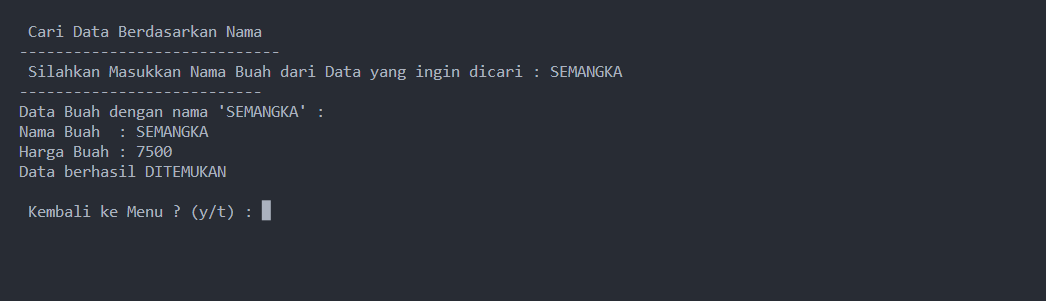 Cari Data Berdasarkan Nama
-----------------------------
Silahkan Masukkan Nama Buah dari Data yang ingin dicari : SEMANGKA
---------------------------
Data Buah dengan nama 'SEMANGKA' :
Nama Buah  : SEMANGKA
Harga Buah : 7500
Data berhasil DITEMUKAN
Kembali ke Menu ? (y/t) :